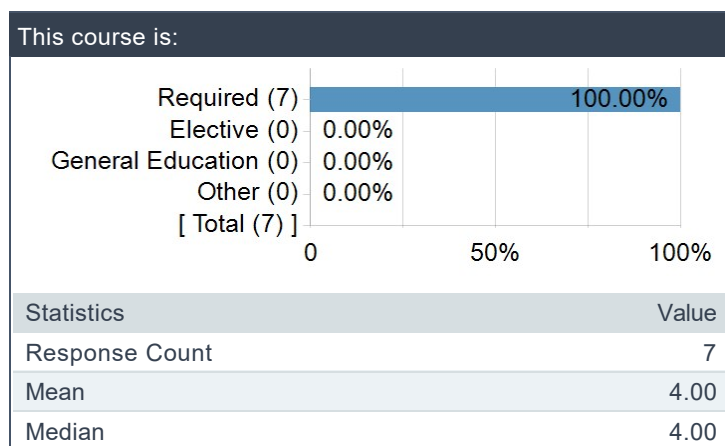 This course is:
Required (7) 100.00%
Elective (0) 0.00%
General Education (0) 0.00%
Other (0) 0.00%
[ Total (7) ]
0 50% 100%
Statistics Value
Response Count 7
Mean 4.00
Median 4.00